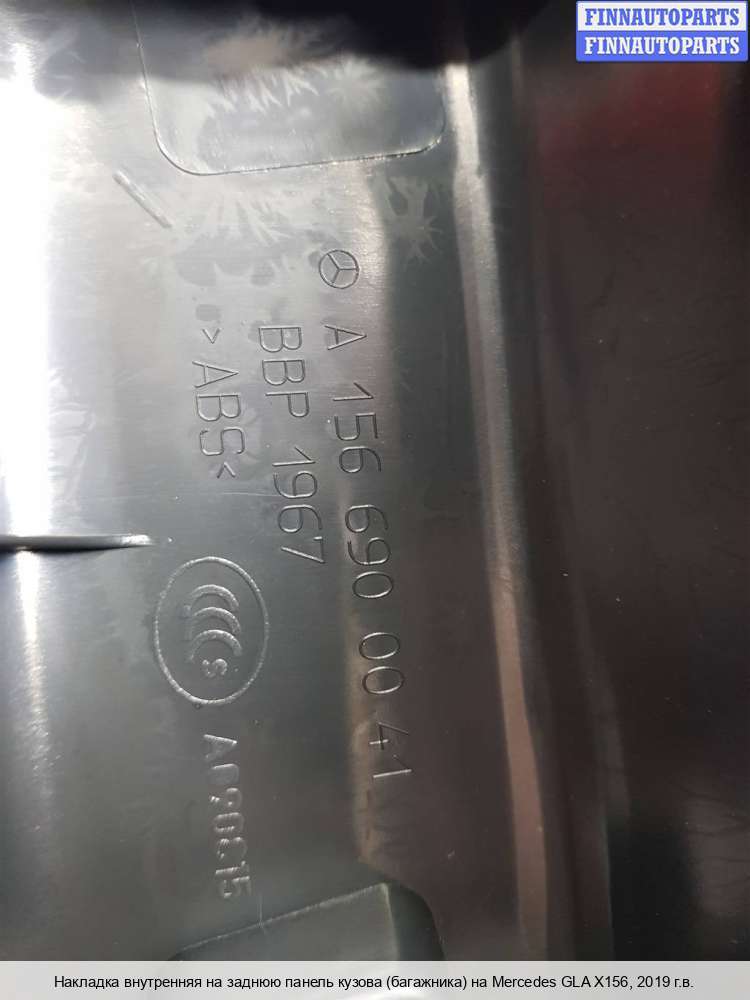 FINNAUTOPARTS
FINNAUTOPARTS
A 156 690 00 41
BBP 1967
>ABS<
S
Накладка внутренняя на заднюю панель кузова (багажника) на Mercedes GLA X156, 2019 г.в.